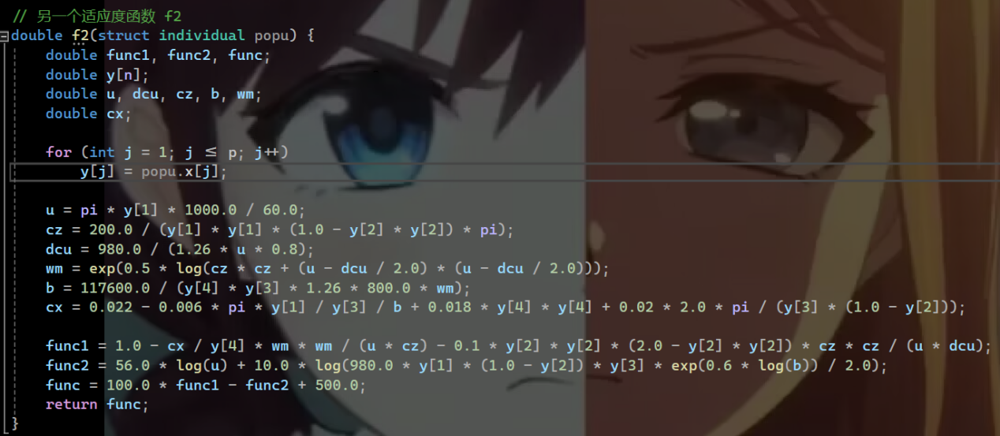 // 另一个适应度函数 f2
double f2(struct individual popu) {
double func1, func2, func;
double y[n];
double u, dcu, cz, b, wm;
double cx;
for (int j = 1; j ≤ p; j++)
y[j] = popu.x[j];
u = pi * y[1] * 1000.0 / 60.0;
cz = 200.0 / (y[1] * y[1] * (1.0 - y[2] * y[2]) * pi);
dcu = 980.0 / (1.26 * u * 0.8);
wm = exp(0.5 * log(cz * cz + (u - dcu / 2.0) * (u - dcu / 2.0)));
b = 117600.0 / (y[4] * y[3] * 1.26 * 800.0 * wm);
cx = 0.022 - 0.006 * pi * y[1] / y[3] / b + 0.018 * y[4] * y[4] + 0.02 * 2.0 * pi / (y[3] * (1.0 - y[2]));
func1 = 1.0 - cx / y[4] * wm * wm / (u * cz) - 0.1 * y[2] * y[2] * (2.0 - y[2] * y[2]) * cz * cz / (u * dcu);
func2 = 56.0 * log(u) + 10.0 * log(980.0 * y[1] * (1.0 - y[2]) * y[3] * exp(0.6 * log(b)) / 2.0);
func = 100.0 * func1 - func2 + 500.0;
return func;
}